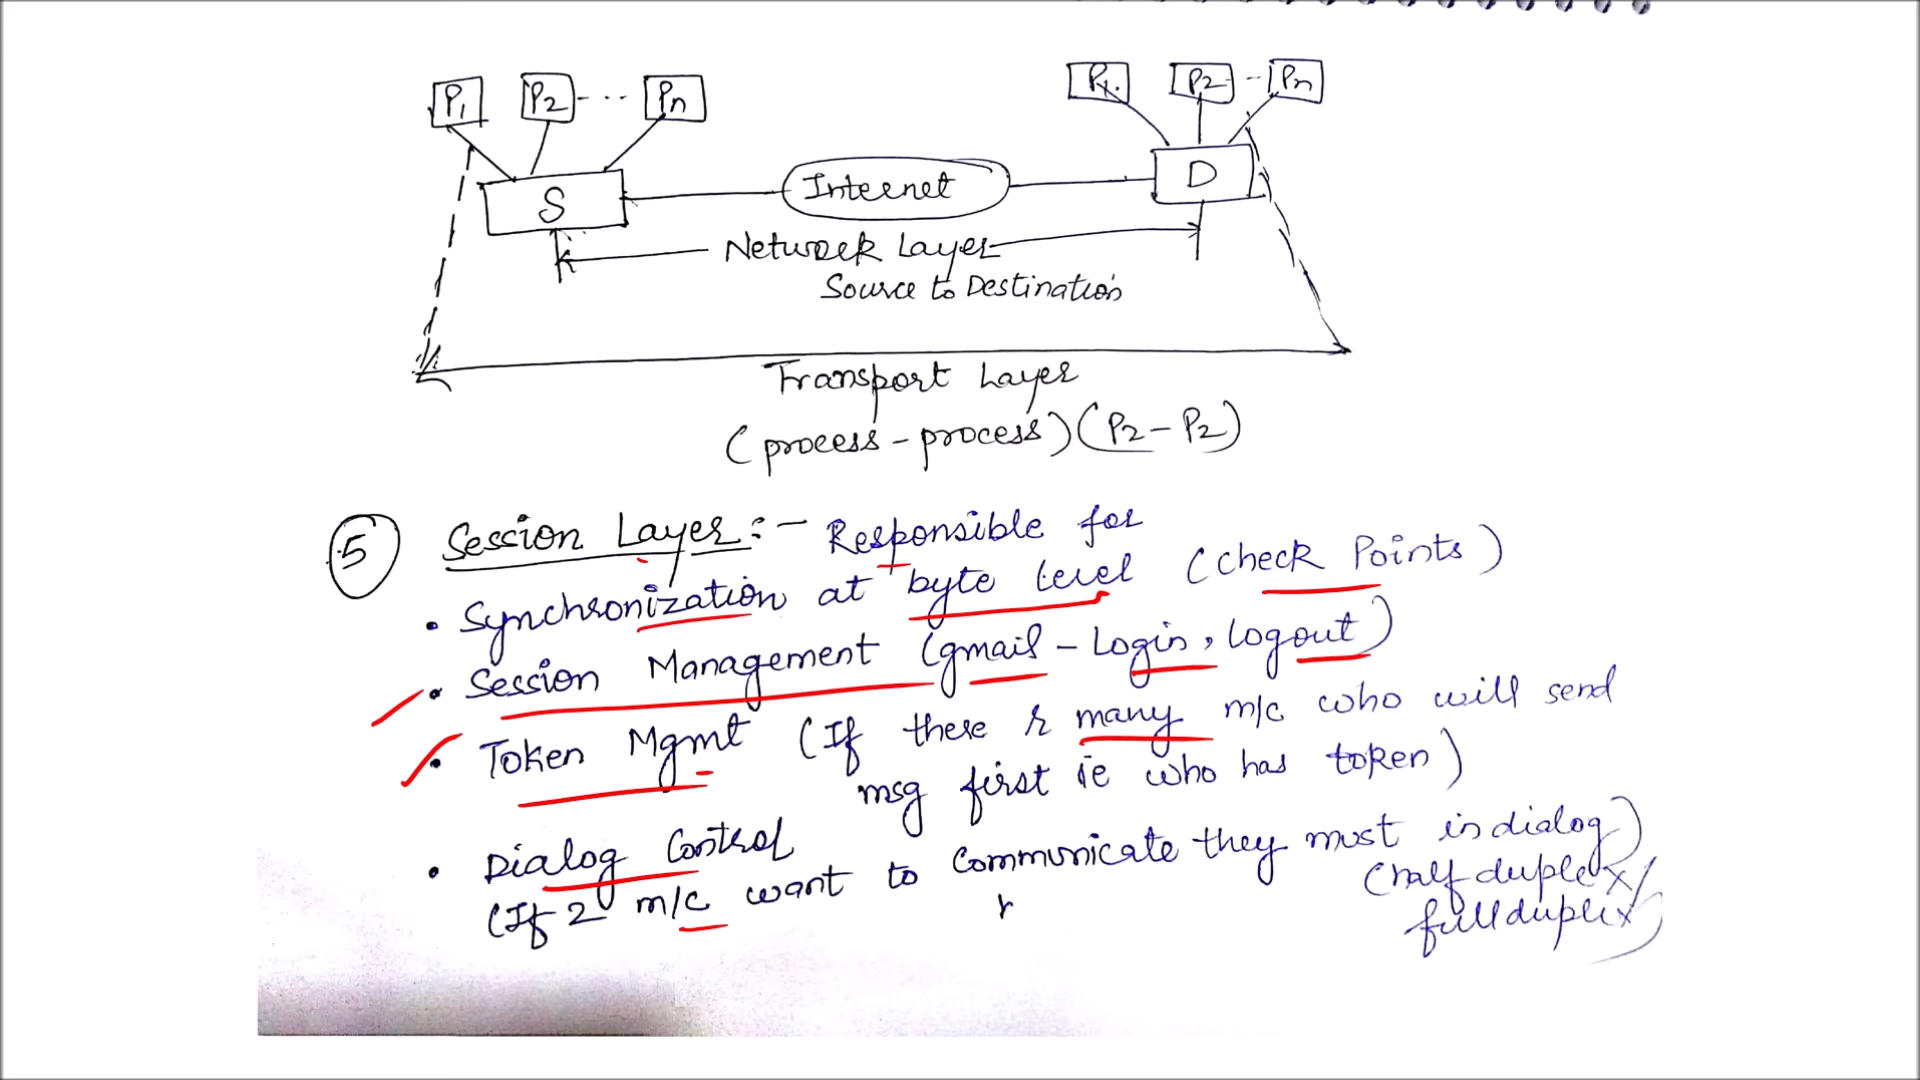 P1 P2 - ... Pn P1. P2 -- Pn
S Internet D
Network Layer
Source to Destination
Transport Layer
(process - process) (P2 - P2)
5 Session Layer :- Responsible for
• Synchronization at byte level (check Points)
• Session Management (gmail - Login, logout)
• Token Mgmt (If there r many m/c who will send
msg first ie who has token)
• Dialog Control
(If 2 m/c want to communicate they must in dialog)
r
(half duplex/
full duplex)